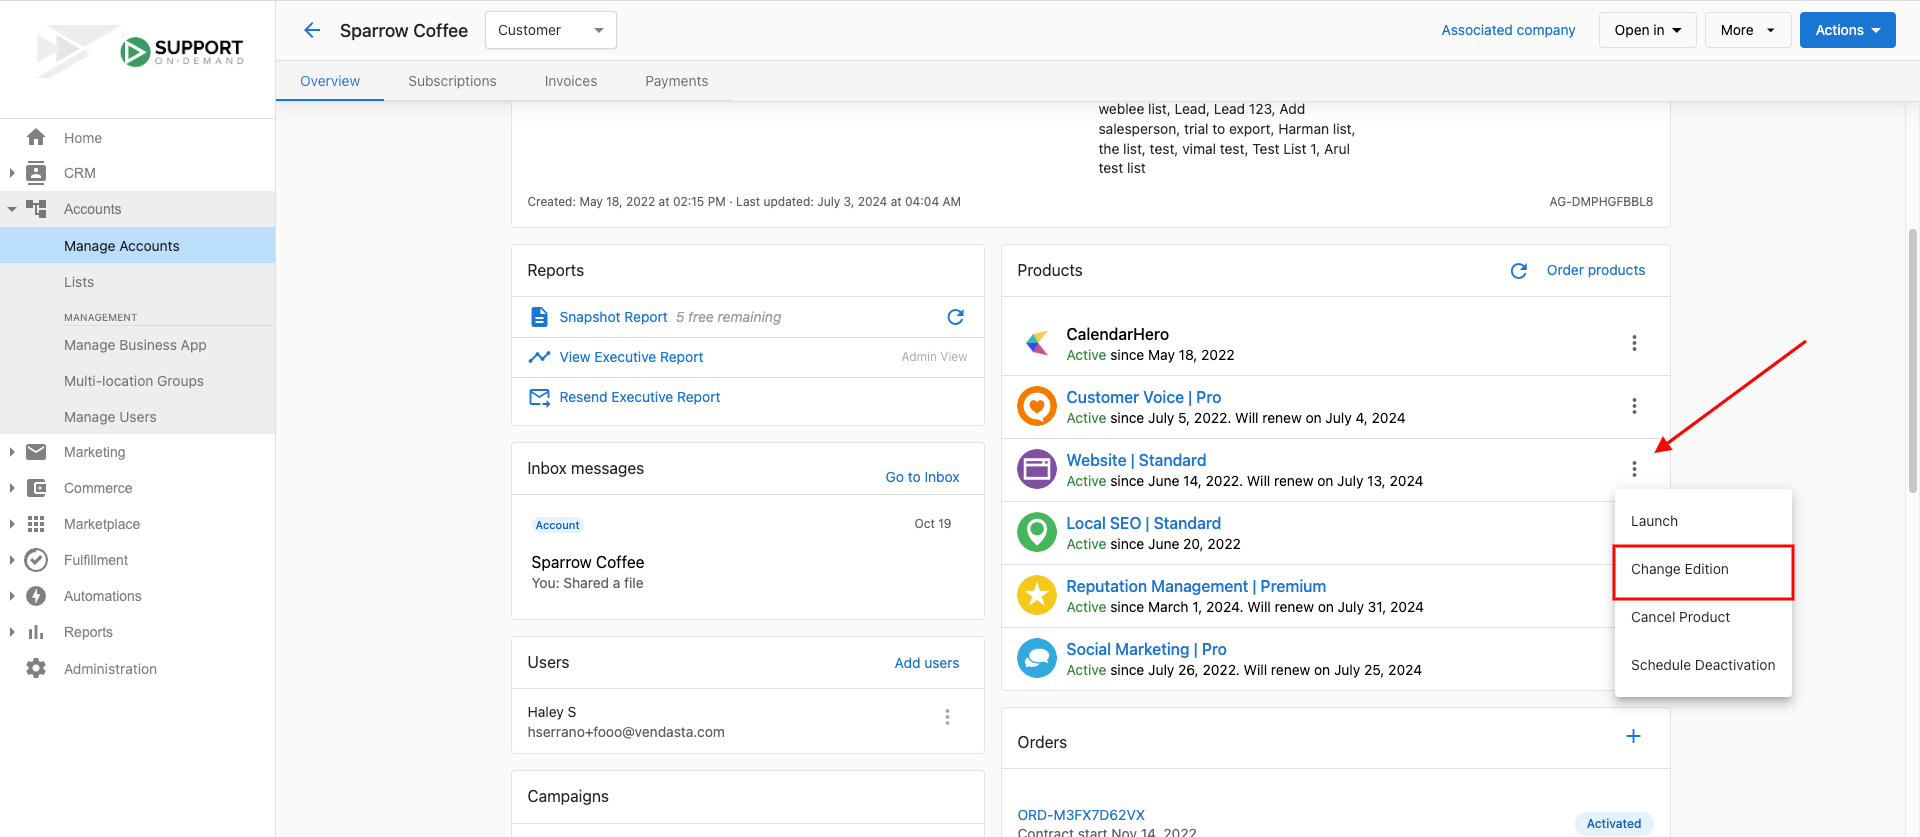 SUPPORT
ON-DEMAND
Sparrow Coffee
Customer
Associated company
Open in
More
Actions
Overview
Subscriptions
Invoices
Payments
Home
CRM
Accounts
Manage Accounts
Lists
MANAGEMENT
Manage Business App
Multi-location Groups
Manage Users
Marketing
Commerce
Marketplace
Fulfillment
Automations
Reports
Administration
weblee list, Lead, Lead 123, Add
salesperson, trial to export, Harman list,
the list, test, vimal test, Test List 1, Arul
test list
Created: May 18, 2022 at 02:15 PM · Last updated: July 3, 2024 at 04:04 AM
AG-DMPHGFBBL8
Reports
Snapshot Report 5 free remaining
View Executive Report
Admin View
Resend Executive Report
Inbox messages
Go to Inbox
Account
Oct 19
Sparrow Coffee
You: Shared a file
Users
Add users
Haley S
hserrano+fooo@vendasta.com
Campaigns
Products
Order products
CalendarHero
Active since May 18, 2022
Customer Voice | Pro
Active since July 5, 2022. Will renew on July 4, 2024
Website | Standard
Active since June 14, 2022. Will renew on July 13, 2024
Local SEO | Standard
Active since June 20, 2022
Reputation Management | Premium
Active since March 1, 2024. Will renew on July 31, 2024
Social Marketing | Pro
Active since July 26, 2022. Will renew on July 25, 2024
Launch
Change Edition
Cancel Product
Schedule Deactivation
Orders
ORD-M3FX7D62VX
Contract start Nov 14, 2022
Activated